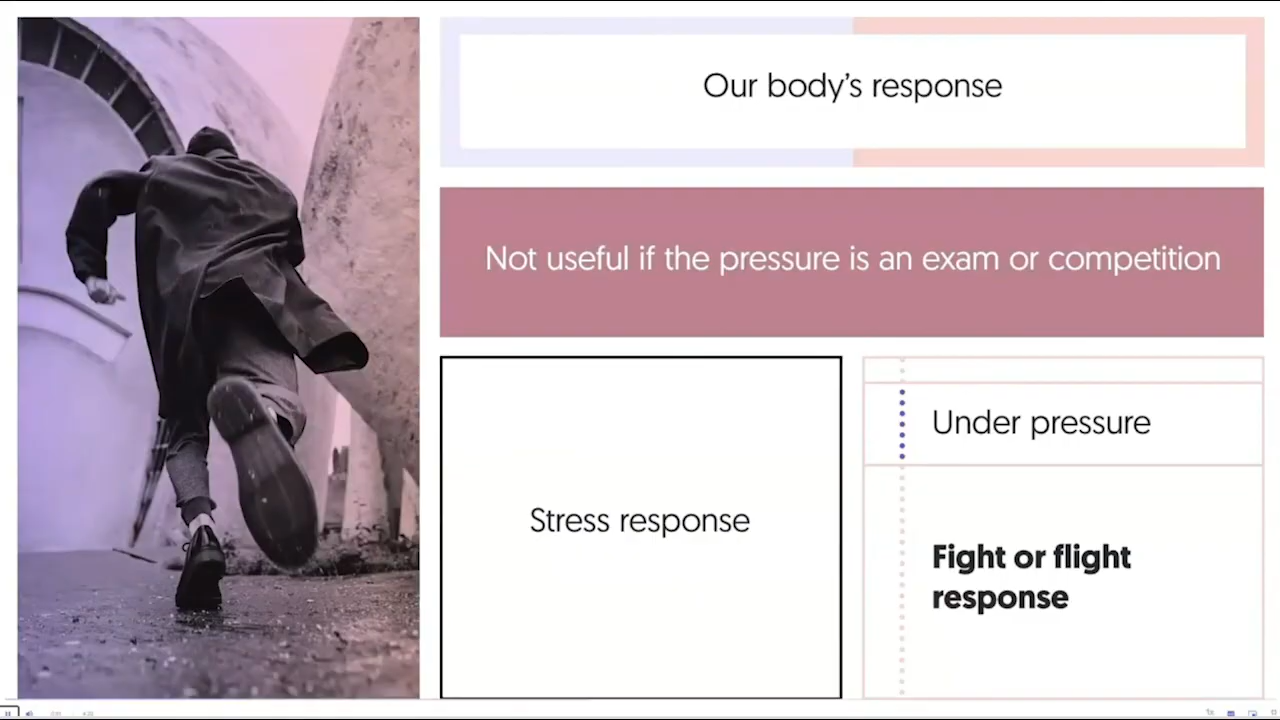 Our body’s response
Not useful if the pressure is an exam or competition
Stress response
Under pressure
Fight or flight
response